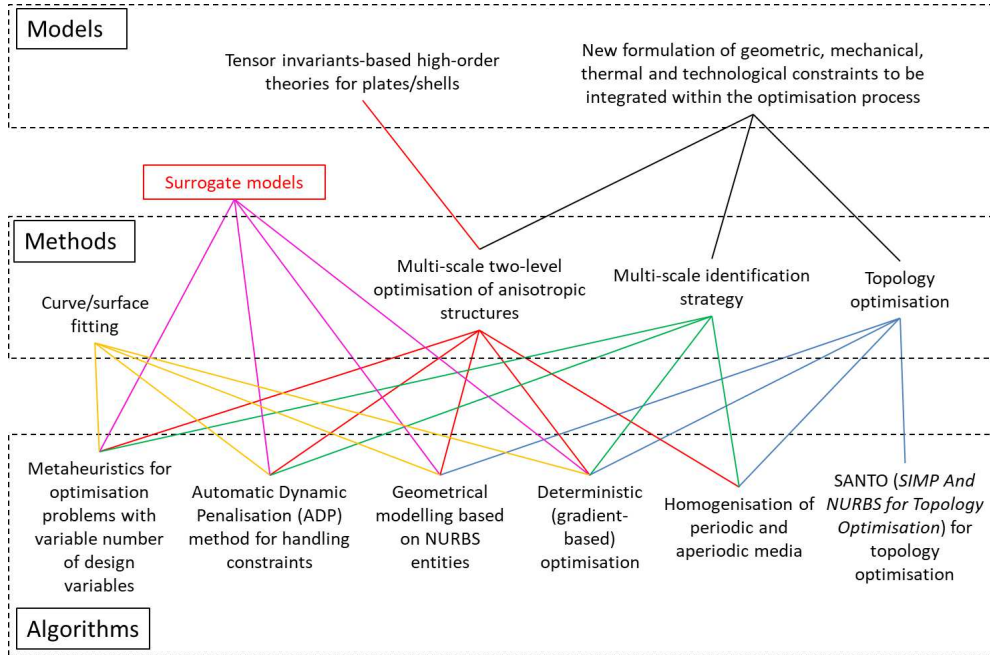 Models
Tensor invariants-based high-order
theories for plates/shells
New formulation of geometric, mechanical,
thermal and technological constraints to be
integrated within the optimisation process
Surrogate models
Methods
Curve/surface
fitting
Multi-scale two-level
optimisation of anisotropic
structures
Multi-scale identification
strategy
Topology
optimisation
Metaheuristics for
optimisation
problems with
variable number
of design
variables
Automatic Dynamic
Penalisation (ADP)
method for handling
constraints
Geometrical
modelling based
on NURBS
entities
Deterministic
(gradient-
based)
optimisation
Homogenisation of
periodic and
aperiodic media
SANTO (SIMP And
NURBS for Topology
Optimisation) for
topology
optimisation
Algorithms